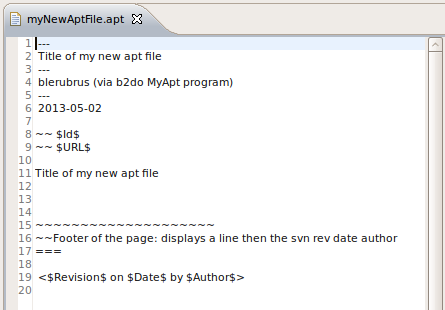 myNewAptFile.apt
1 ---
2 Title of my new apt file
3 ---
4 blerubrus (via b2do MyApt program)
5 ---
6 2013-05-02
7
8 ~~ $Id$
9 ~~ $URL$
10
11 Title of my new apt file
12
13
14
15 ~~~~~~~~~~~~~~~~~~~~
16 ~~Footer of the page: displays a line then the svn rev date author
17 ===
18
19 <$Revision$ on $Date$ by $Author$>
20